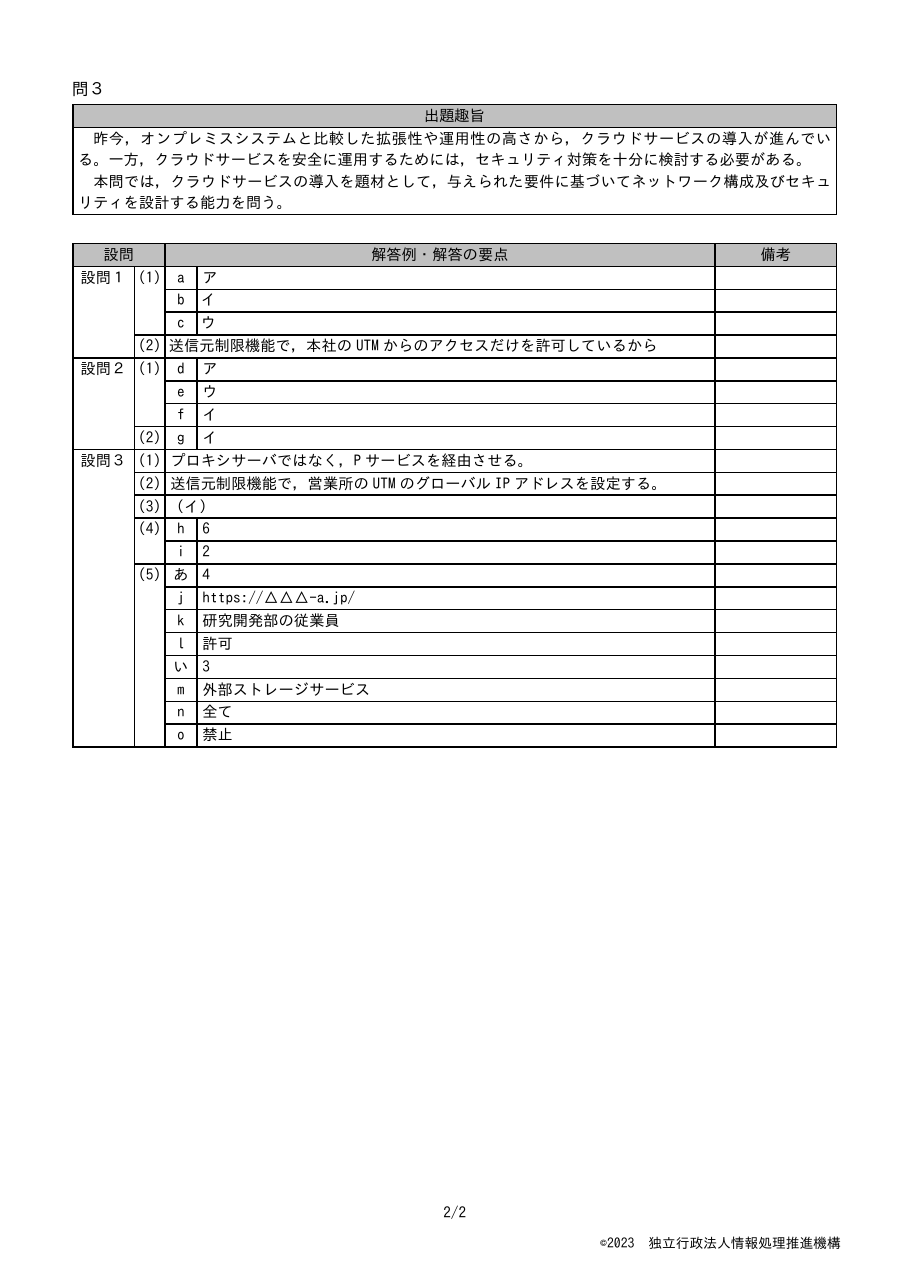 問３
出題趣旨
昨今，オンプレミスシステムと比較した拡張性や運用性の高さから，クラウドサービスの導入が進んでい
る。一方，クラウドサービスを安全に運用するためには，セキュリティ対策を十分に検討する必要がある。
本問では，クラウドサービスの導入を題材として，与えられた要件に基づいてネットワーク構成及びセキュ
リティを設計する能力を問う。
設問 解答例・解答の要点 備考
設問１ (1) a ア
b イ
c ウ
(2) 送信元制限機能で，本社の UTM からのアクセスだけを許可しているから
設問２ (1) d ア
e ウ
f イ
(2) g イ
設問３ (1) プロキシサーバではなく，P サービスを経由させる。
(2) 送信元制限機能で，営業所の UTM のグローバル IP アドレスを設定する。
(3) （イ）
(4) h 6
i 2
(5) あ 4
j https://△△△-a.jp/
k 研究開発部の従業員
l 許可
い 3
m 外部ストレージサービス
n 全て
o 禁止
2/2
©2023 独立行政法人情報処理推進機構